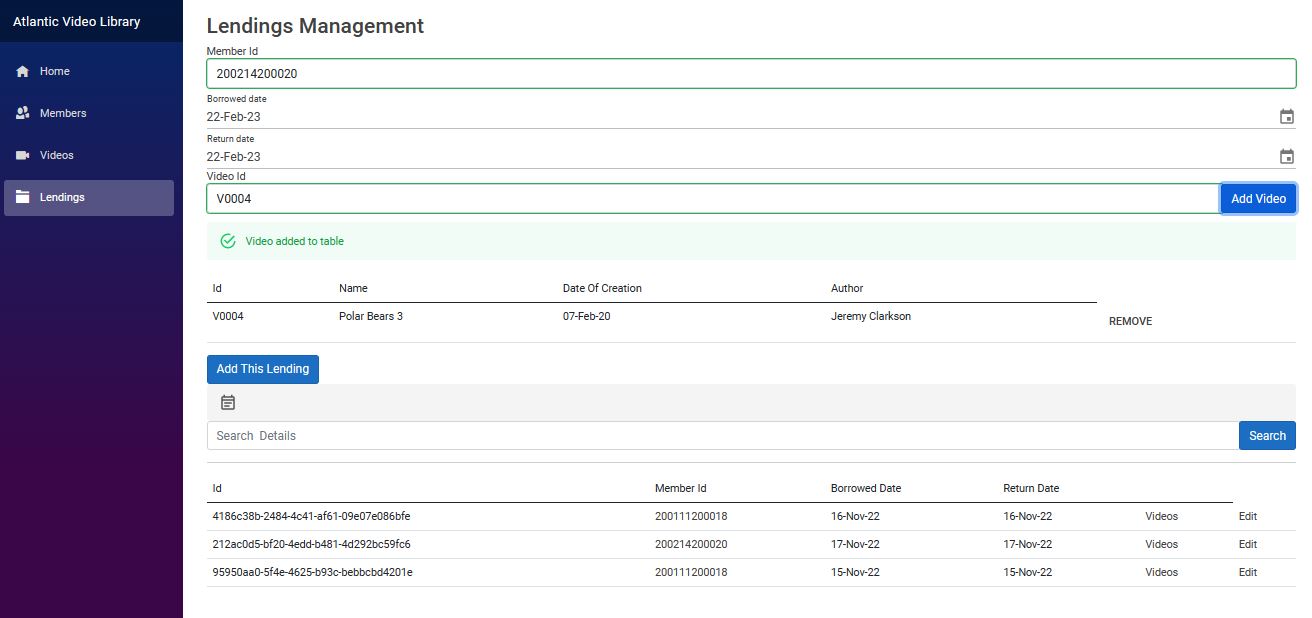 Atlantic Video Library
Home
Members
Videos
Lendings
Lendings Management
Member Id
200214200020
Borrowed date
22-Feb-23
Return date
22-Feb-23
Video Id
V0004 Add Video
Video added to table
Id Name Date Of Creation Author
V0004 Polar Bears 3 07-Feb-20 Jeremy Clarkson REMOVE
Add This Lending
Search Details Search
Id Member Id Borrowed Date Return Date
4186c38b-2484-4c41-af61-09e07e086bfe 200111200018 16-Nov-22 16-Nov-22 Videos Edit
212ac0d5-bf20-4edd-b481-4d292bc59fc6 200214200020 17-Nov-22 17-Nov-22 Videos Edit
95950aa0-5f4e-4625-b93c-bebbcbd4201e 200111200018 15-Nov-22 15-Nov-22 Videos Edit